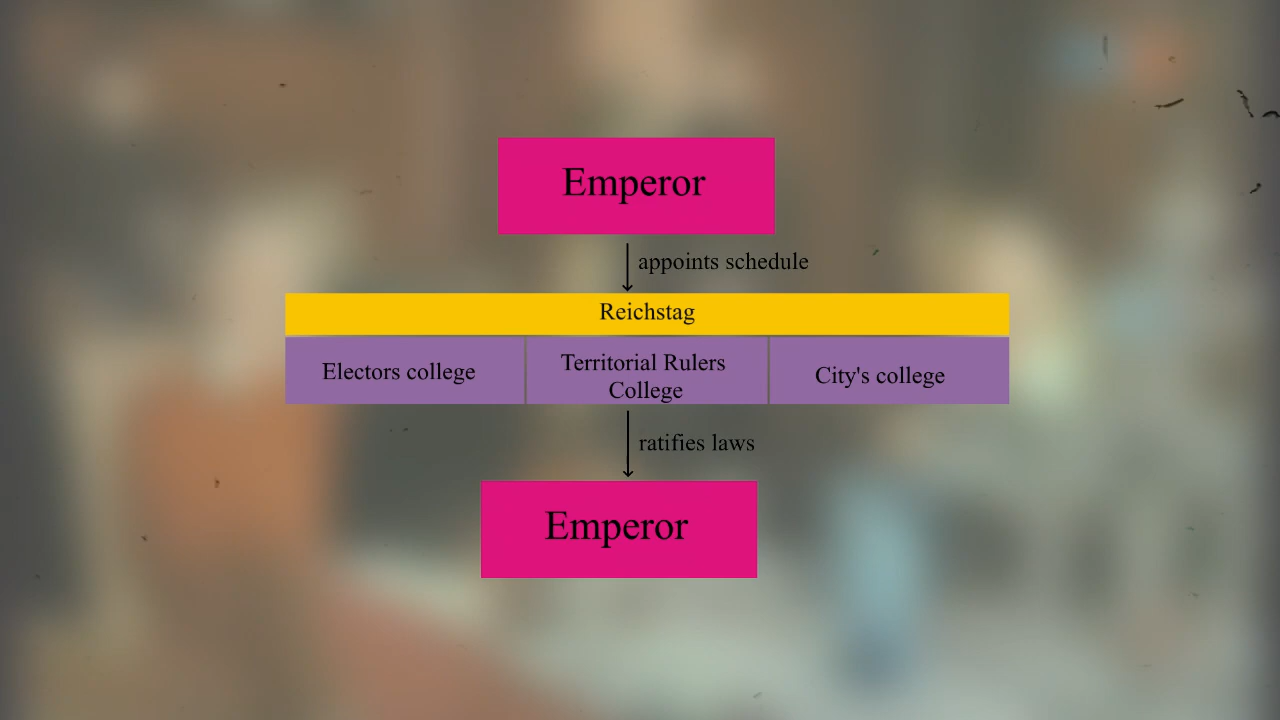 Emperor
appoints schedule
Reichstag
Electors college
Territorial Rulers
College
City's college
ratifies laws
Emperor